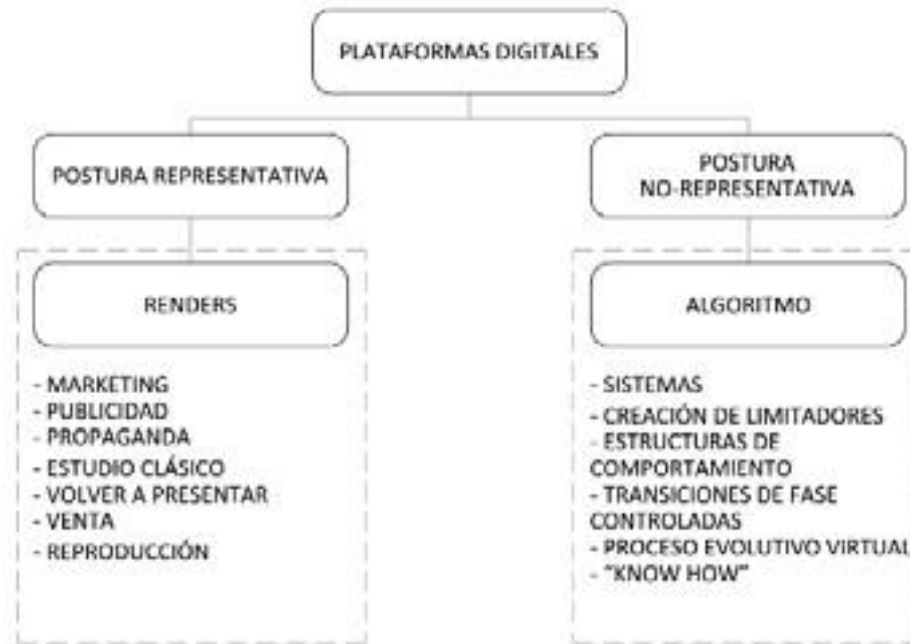 PLATAFORMAS DIGITALES
POSTURA REPRESENTATIVA
POSTURA
NO-REPRESENTATIVA
RENDERS
- MARKETING
- PUBLICIDAD
- PROPAGANDA
- ESTUDIO CLÁSICO
- VOLVER A PRESENTAR
- VENTA
- REPRODUCCIÓN
ALGORITMO
- SISTEMAS
- CREACIÓN DE LIMITADORES
- ESTRUCTURAS DE
COMPORTAMIENTO
- TRANSICIONES DE FASE
CONTROLADAS
- PROCESO EVOLUTIVO VIRTUAL
- “KNOW HOW”